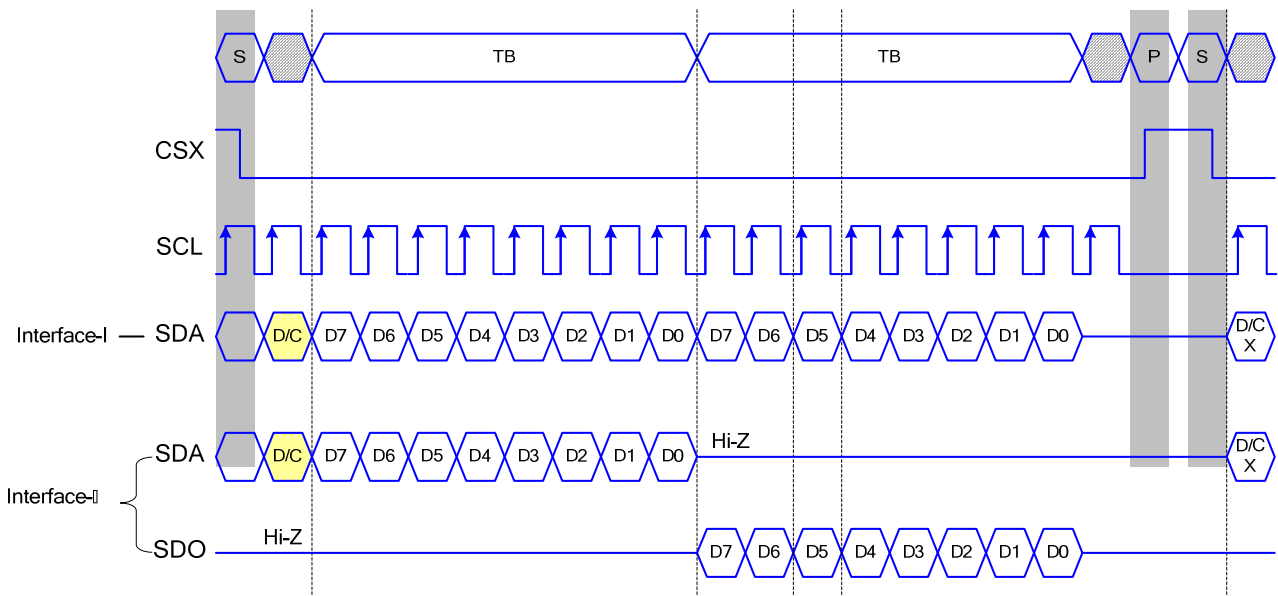 S TB TB P S
CSX
SCL
Interface-I SDA D/C D7 D6 D5 D4 D3 D2 D1 D0 D7 D6 D5 D4 D3 D2 D1 D0 D/C
X
SDA D/C D7 D6 D5 D4 D3 D2 D1 D0 Hi-Z D/C
X
Interface-
SDO Hi-Z D7 D6 D5 D4 D3 D2 D1 D0